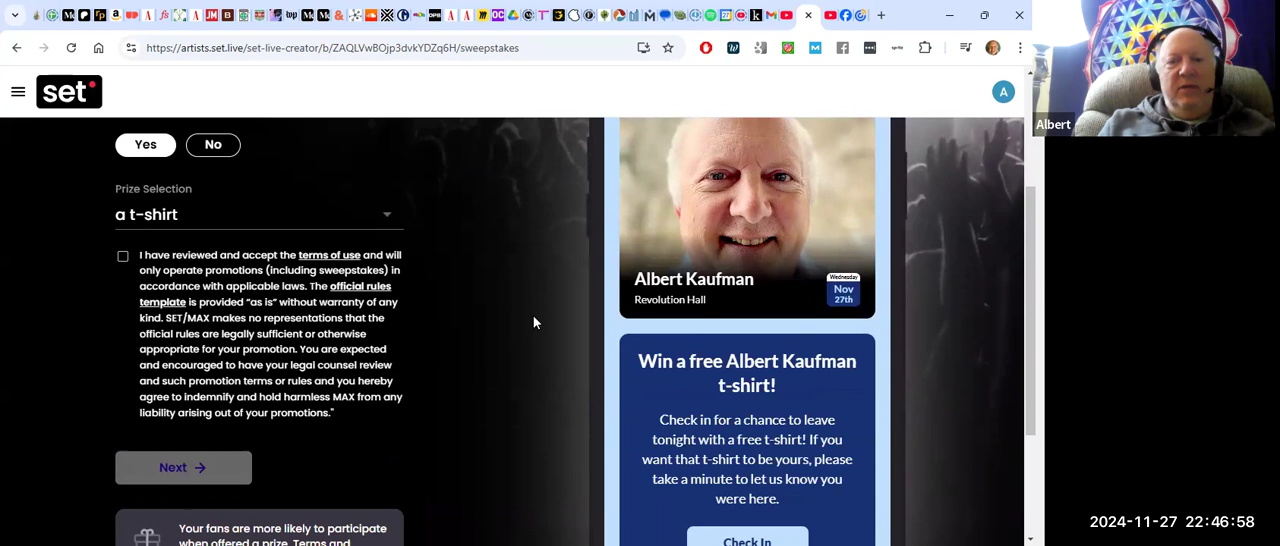 https://artists.set.live/set-live-creator/b/ZAQLVwBOjp3dvkYDZq6H/sweepstakes
set
A
Albert
Yes
No
Prize Selection
a t-shirt
I have reviewed and accept the terms of use and will
only operate promotions (including sweepstakes) in
accordance with applicable laws. The official rules
template is provided “as is” without warranty of any
kind. SET/MAX makes no representations that the
official rules are legally sufficient or otherwise
appropriate for your promotion. You are expected
and encouraged to have your legal counsel review
and such promotion terms or rules and you hereby
agree to indemnify and hold harmless MAX from any
liability arising out of your promotions."
Next
Your fans are more likely to participate
when offered a prize. Terms and
Albert Kaufman
Revolution Hall
Wednesday
Nov
27th
Win a free Albert Kaufman
t-shirt!
Check in for a chance to leave
tonight with a free t-shirt! If you
want that t-shirt to be yours, please
take a minute to let us know you
were here.
Check In
2024-11-27 22:46:58